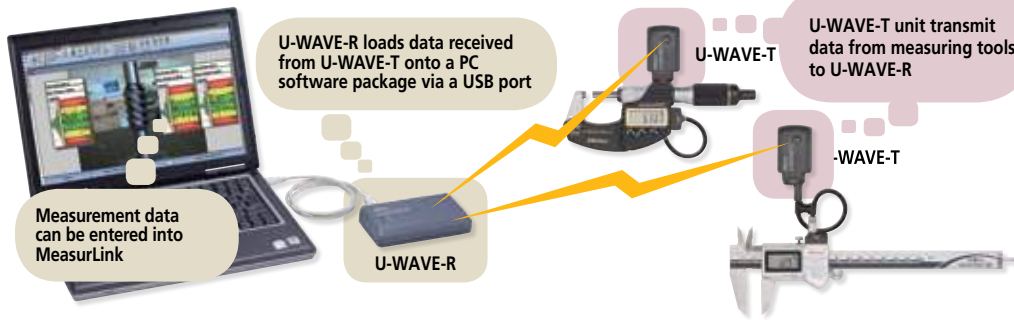 U-WAVE-R loads data received
from U-WAVE-T onto a PC
software package via a USB port
U-WAVE-T
U-WAVE-T unit transmit
data from measuring tools
to U-WAVE-R
-WAVE-T
Measurement data
can be entered into
MeasurLink
U-WAVE-R